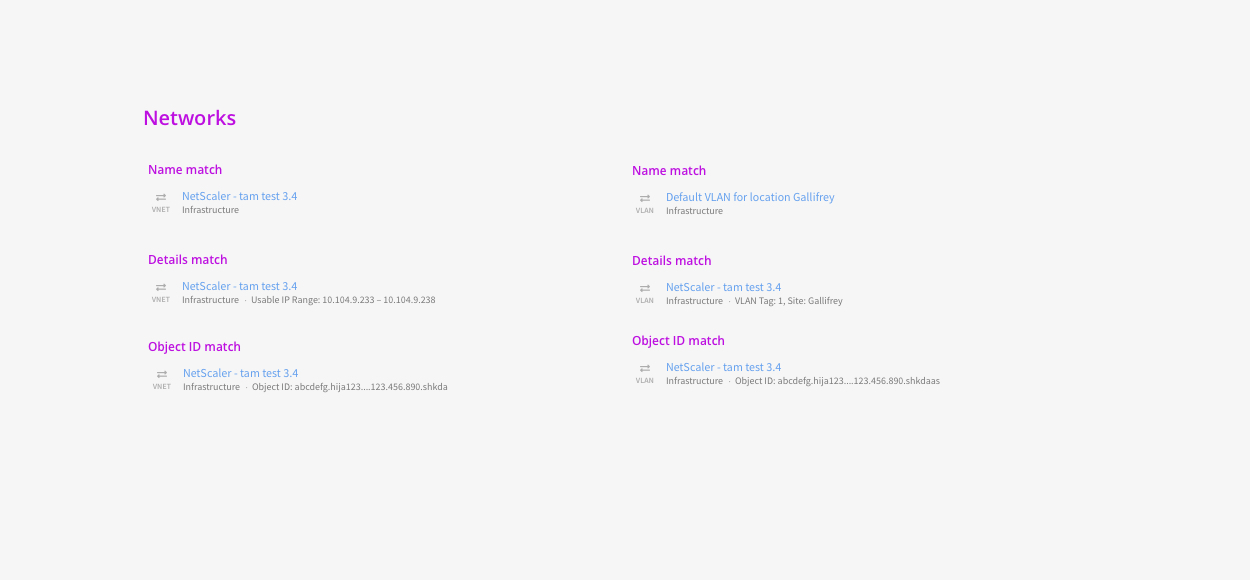 Networks
Name match
NetScaler - tam test 3.4
VNET
Infrastructure
Details match
NetScaler - tam test 3.4
VNET
Infrastructure · Usable IP Range: 10.104.9.233 – 10.104.9.238
Object ID match
NetScaler - tam test 3.4
VNET
Infrastructure · Object ID: abcdefg.hija123....123.456.890.shkda
Name match
Default VLAN for location Gallifrey
VLAN
Infrastructure
Details match
NetScaler - tam test 3.4
VLAN
Infrastructure · VLAN Tag: 1, Site: Gallifrey
Object ID match
NetScaler - tam test 3.4
VLAN
Infrastructure · Object ID: abcdefg.hija123....123.456.890.shkdaas